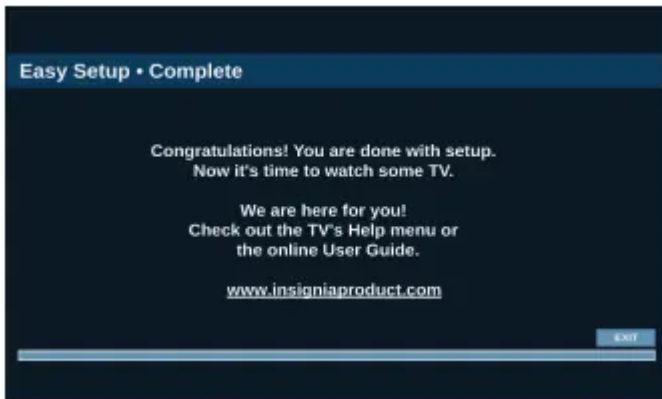 Easy Setup • Complete
Congratulations! You are done with setup.
Now it's time to watch some TV.
We are here for you!
Check out the TV's Help menu or
the online User Guide.
www.insigniaproduct.com
EXIT